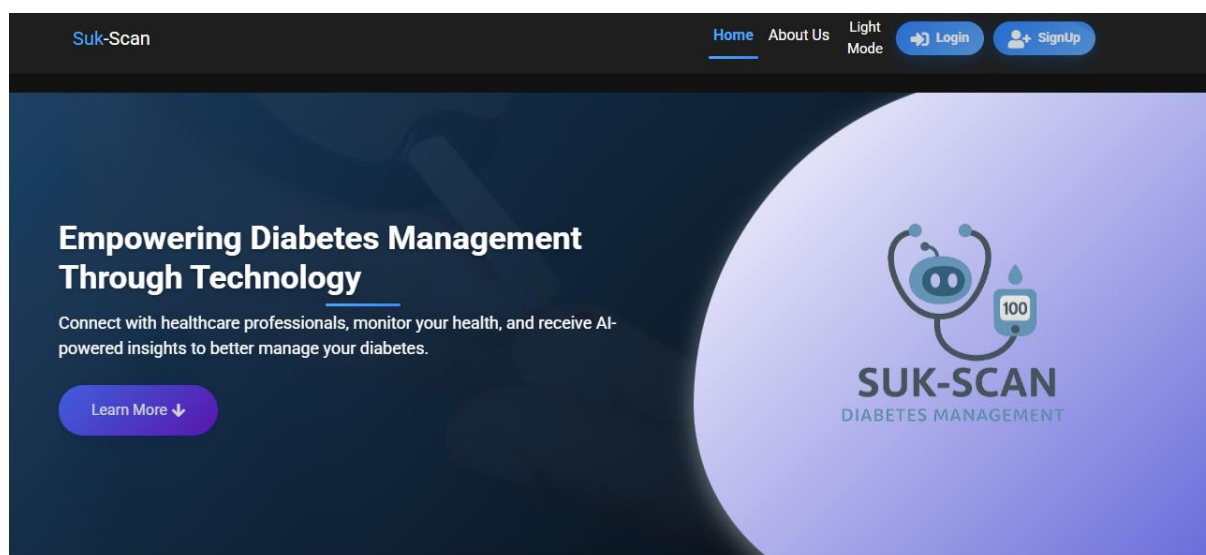 Suk-Scan
Home
About Us
Light
Mode
Login
SignUp
Empowering Diabetes Management
Through Technology
Connect with healthcare professionals, monitor your health, and receive AI-
powered insights to better manage your diabetes.
Learn More
100
SUK-SCAN
DIABETES MANAGEMENT